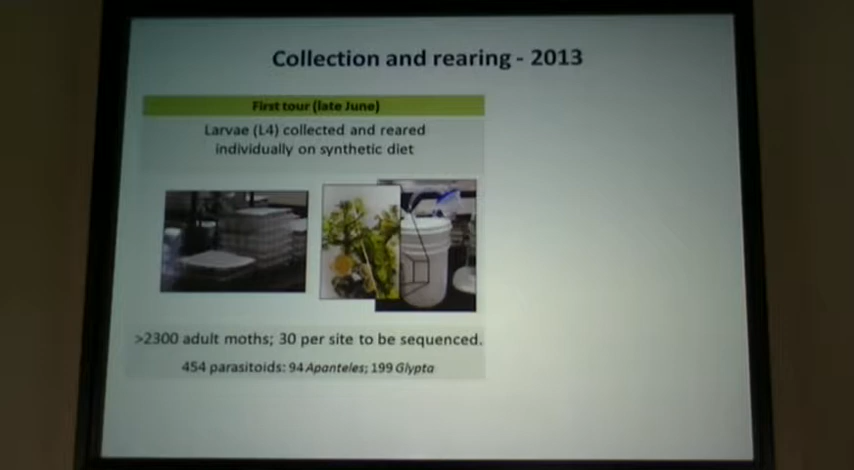 Collection and rearing - 2013
First tour (late June)
Larvae (L4) collected and reared
individually on synthetic diet
>2300 adult moths; 30 per site to be sequenced.
454 parasitoids: 94 Apanteles; 199 Glypta